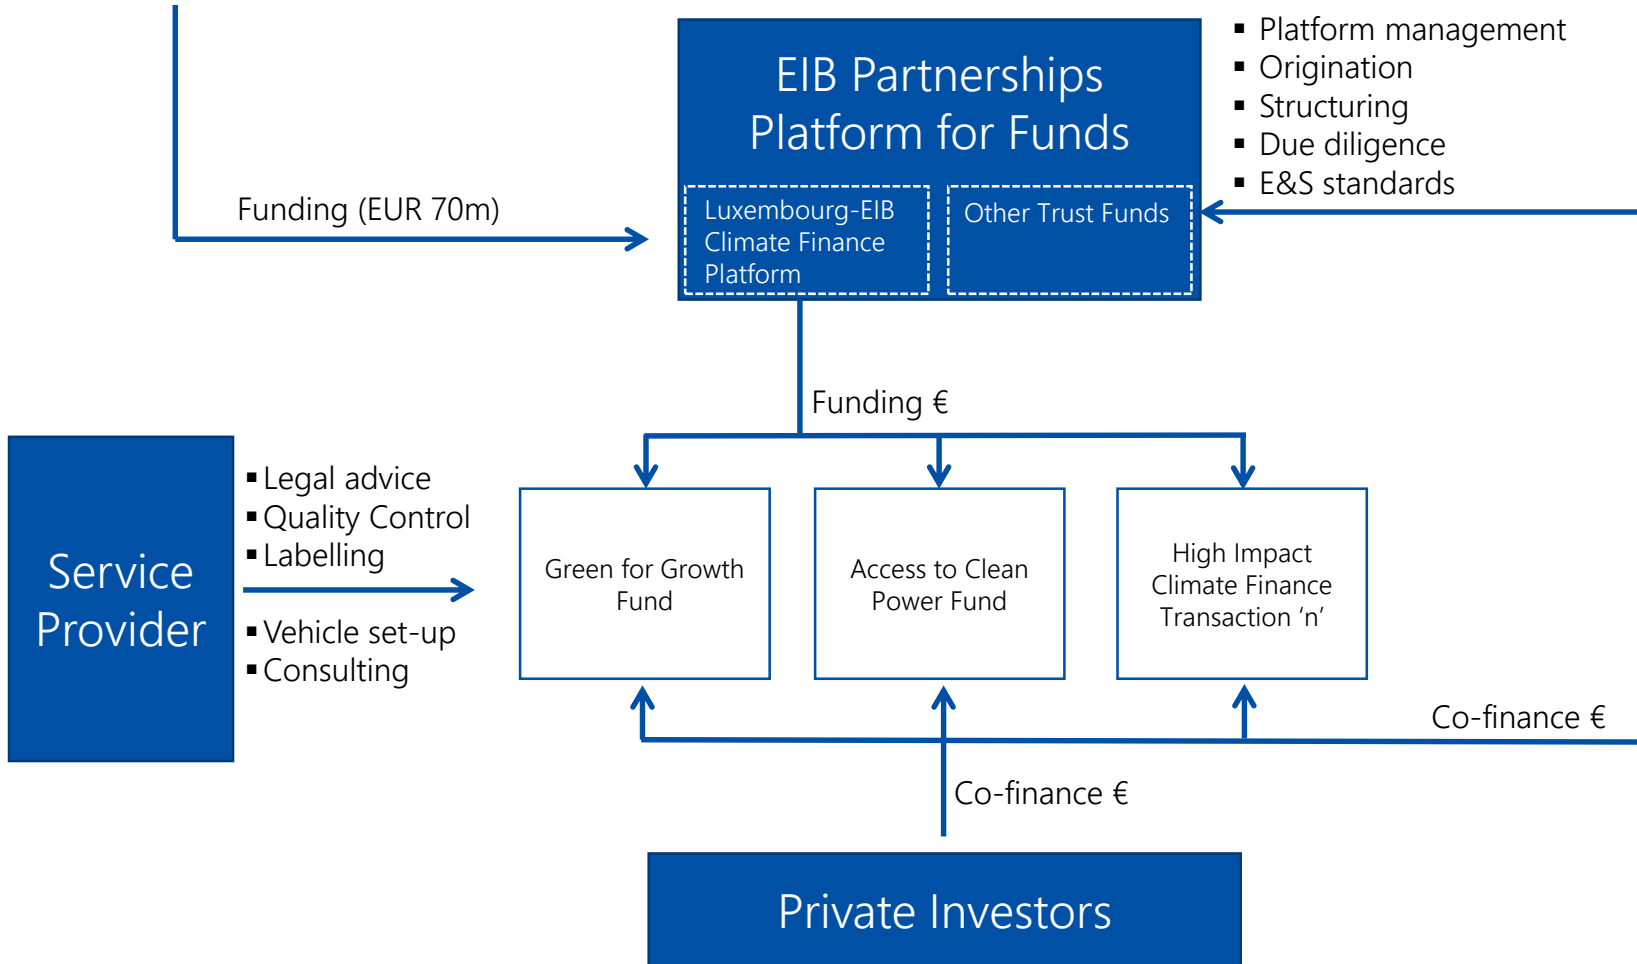 EIB Partnerships
Platform for Funds
Luxembourg-EIB
Climate Finance
Platform
Other Trust Funds
▪ Platform management
▪ Origination
▪ Structuring
▪ Due diligence
▪ E&S standards
Funding (EUR 70m)
Funding €
Service
Provider
▪ Legal advice
▪ Quality Control
▪ Labelling
▪ Vehicle set-up
▪ Consulting
Green for Growth
Fund
Access to Clean
Power Fund
High Impact
Climate Finance
Transaction ‘n’
Co-finance €
Co-finance €
Private Investors